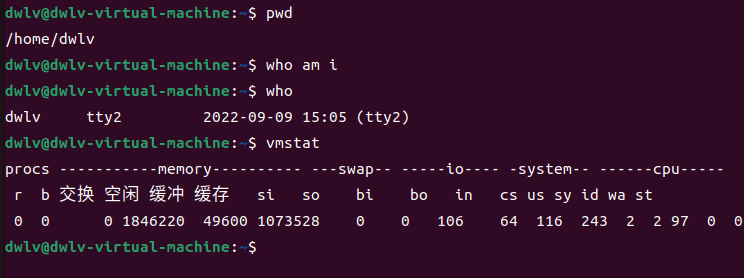 dwlv@dwlv-virtual-machine:~$ pwd
/home/dwlv
dwlv@dwlv-virtual-machine:~$ who am i
dwlv@dwlv-virtual-machine:~$ who
dwlv     tty2         2022-09-09 15:05 (tty2)
dwlv@dwlv-virtual-machine:~$ vmstat
procs -----------memory---------- ---swap-- -----io---- -system-- ------cpu-----
 r  b 交换 空闲 缓冲 缓存   si   so    bi    bo   in   cs us sy id wa st
 0  0      0 1846220  49600 1073528    0    0   106    64  116  243  2  2 97  0  0
dwlv@dwlv-virtual-machine:~$